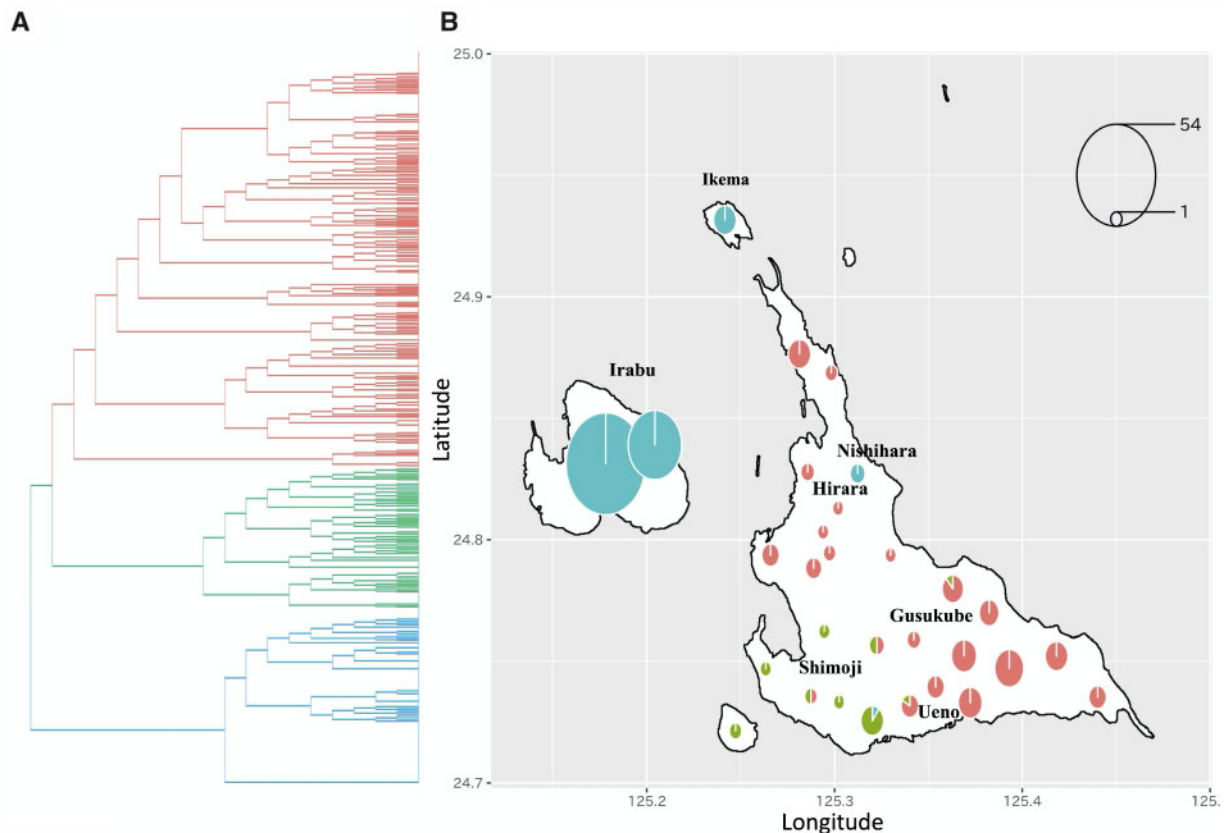 A
B
25.0
54
Ikema
1
24.9
Irabu
Latitude
Nishihara
Hirara
24.8
Gusukube
Shimoji
Ueno
24.7
125.2
125.3
125.4
125.
Longitude